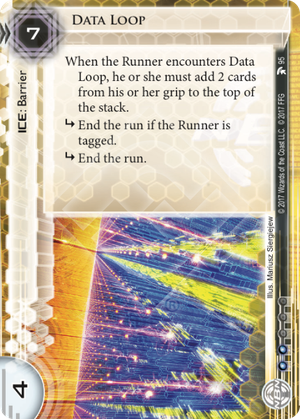 7
DATA LOOP
ICE: Barrier
When the Runner encounters Data
Loop, he or she must add 2 cards
from his or her grip to the top of
the stack.
↳ End the run if the Runner is
tagged.
↳ End the run.
95
© 2017 Wizards of the Coast LLC. © 2017 FFG
Illus. Mariusz Siergiejew
4